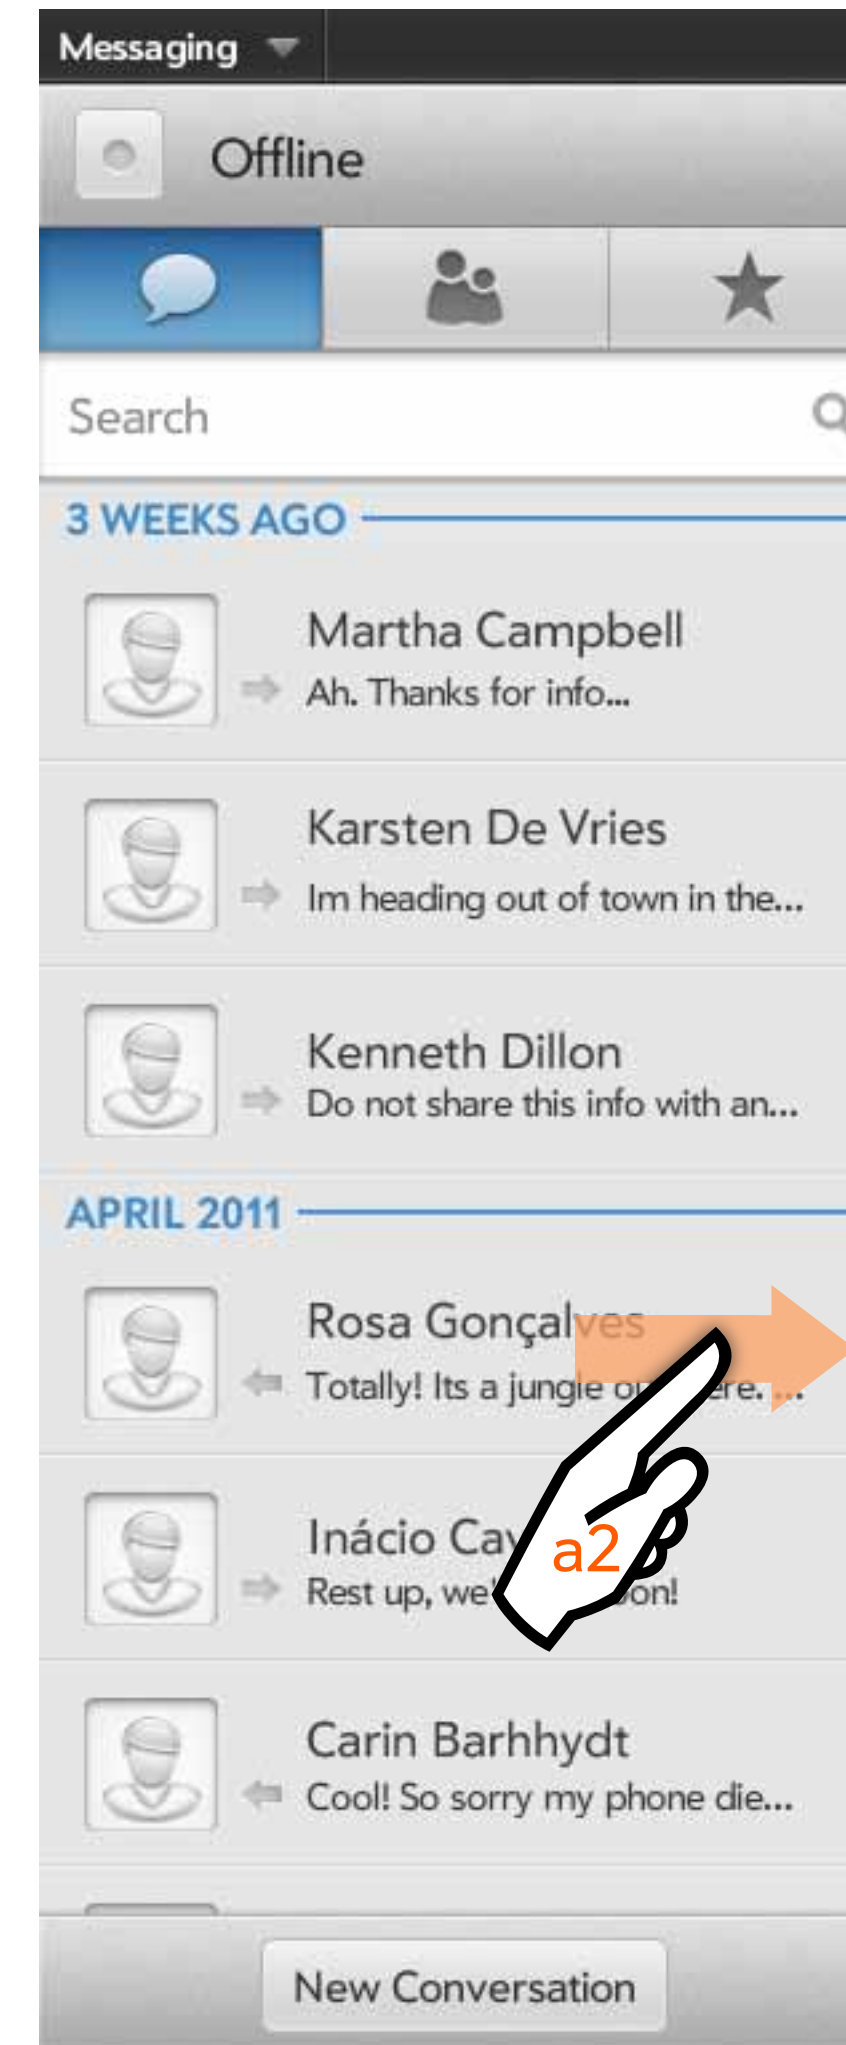 Messaging
Offline
Search
3 WEEKS AGO
Martha Campbell
Ah. Thanks for info...
Karsten De Vries
Im heading out of town in the...
Kenneth Dillon
Do not share this info with an...
APRIL 2011
Rosa Gonçalves
Totally! Its a jungle ...
Inácio
Rest up,
a2
Carin Barhhydt
Cool! So sorry my phone die...
New Conversation